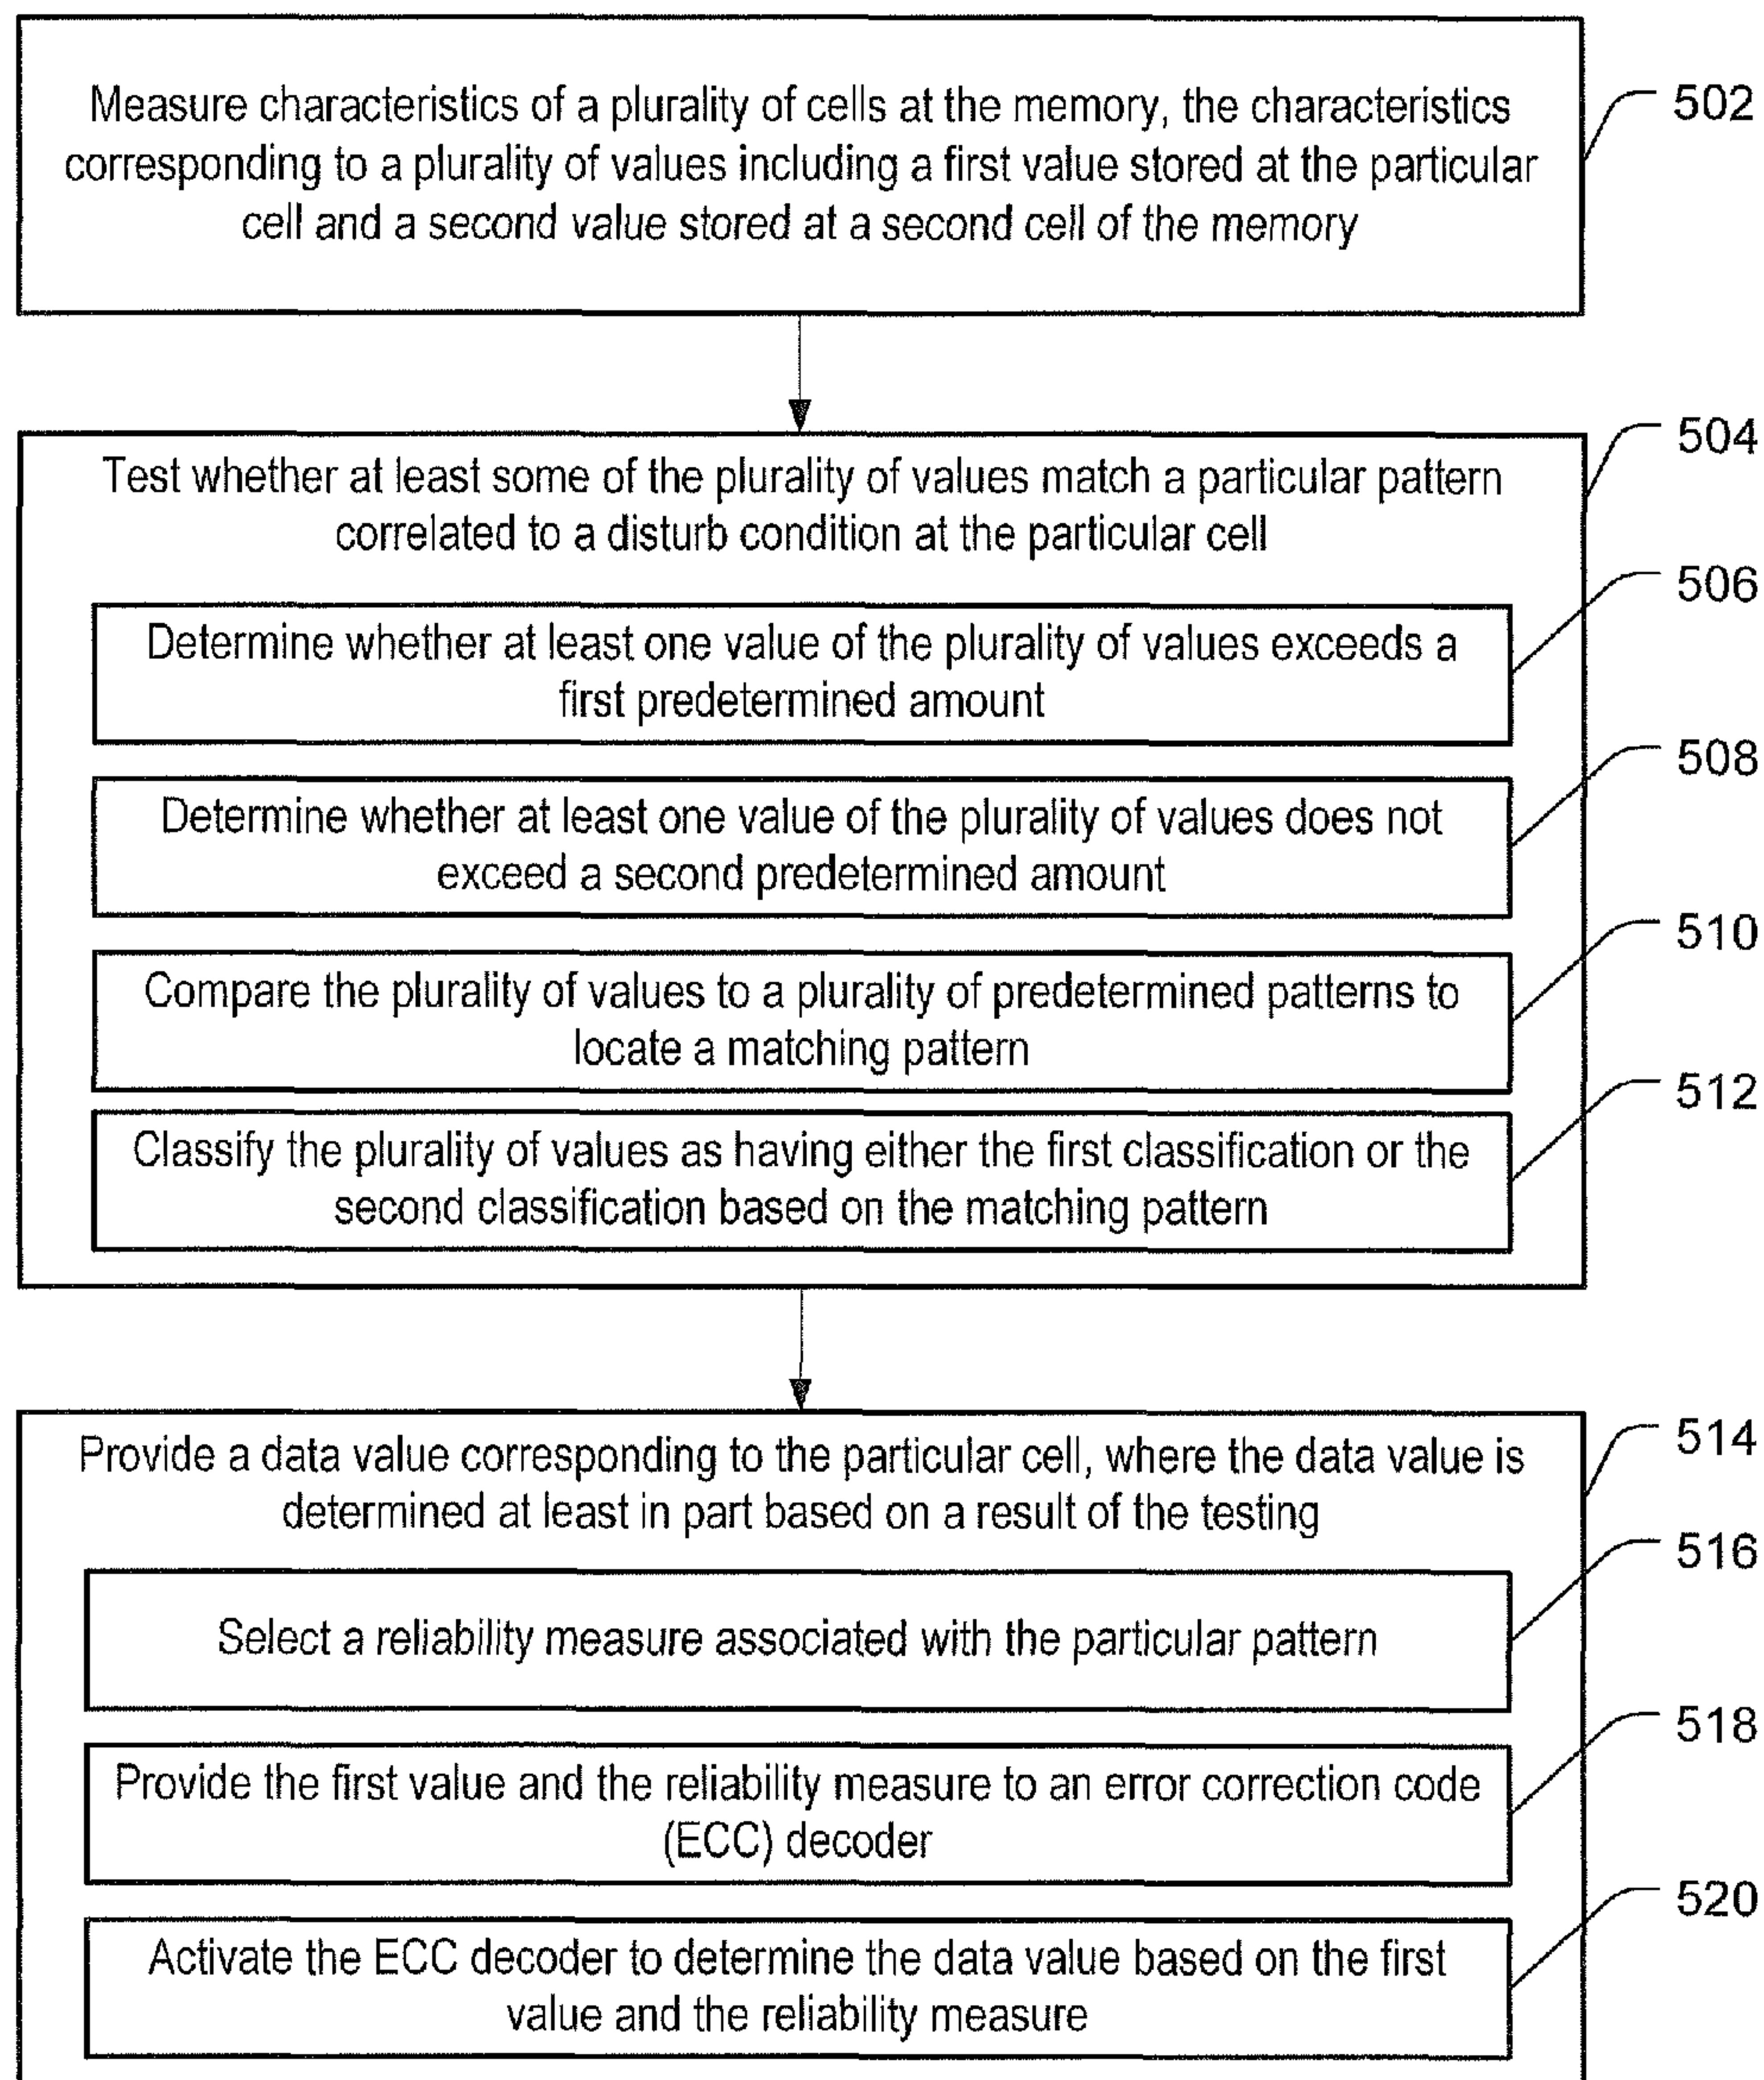 Measure characteristics of a plurality of cells at the memory, the characteristics
corresponding to a plurality of values including a first value stored at the particular
cell and a second value stored at a second cell of the memory
502
504
Test whether at least some of the plurality of values match a particular pattern
correlated to a disturb condition at the particular cell
506
Determine whether at least one value of the plurality of values exceeds a
first predetermined amount
508
Determine whether at least one value of the plurality of values does not
exceed a second predetermined amount
510
Compare the plurality of values to a plurality of predetermined patterns to
locate a matching pattern
512
Classify the plurality of values as having either the first classification or the
second classification based on the matching pattern
514
Provide a data value corresponding to the particular cell, where the data value is
determined at least in part based on a result of the testing
516
Select a reliability measure associated with the particular pattern
518
Provide the first value and the reliability measure to an error correction code
(ECC) decoder
520
Activate the ECC decoder to determine the data value based on the first
value and the reliability measure